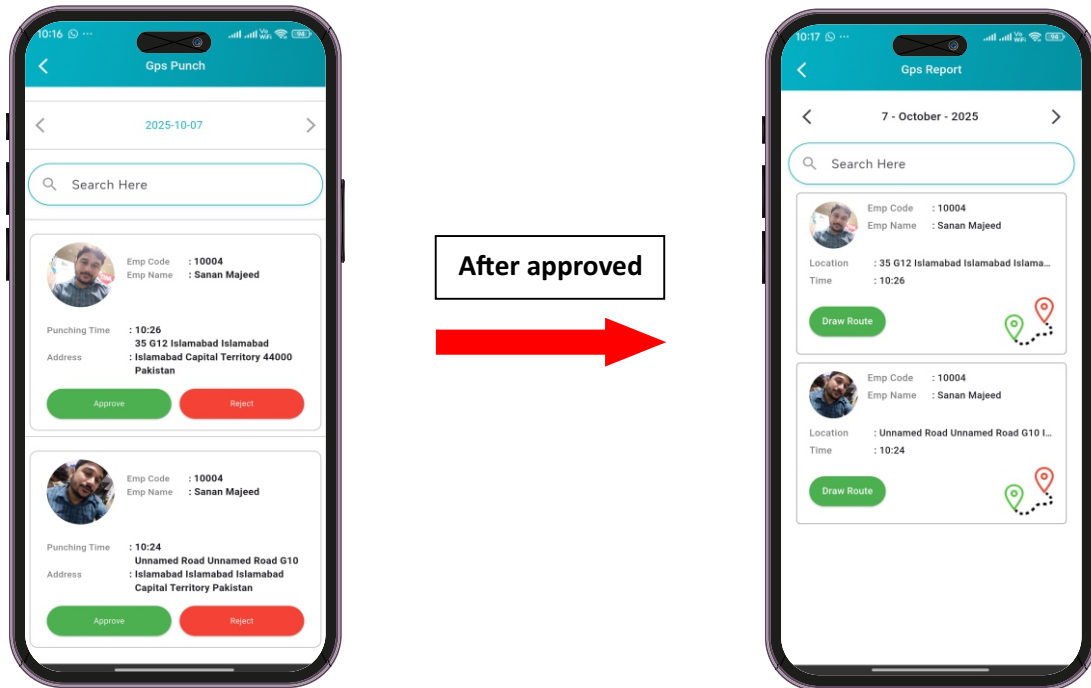 10:16 ... 94
Gps Punch
2025-10-07
Search Here
Emp Code : 10004
Emp Name : Sanan Majeed
Punching Time : 10:26
35 G12 Islamabad Islamabad
Address : Islamabad Capital Territory 44000
Pakistan
Approve Reject
Emp Code : 10004
Emp Name : Sanan Majeed
Punching Time : 10:24
Unnamed Road Unnamed Road G10
Address : Islamabad Islamabad Islamabad
Capital Territory Pakistan
Approve Reject
After approved
10:17 ... 94
Gps Report
7 - October - 2025
Search Here
Emp Code : 10004
Emp Name : Sanan Majeed
Location : 35 G12 Islamabad Islamabad Islama...
Time : 10:26
Draw Route
Emp Code : 10004
Emp Name : Sanan Majeed
Location : Unnamed Road Unnamed Road G10 I...
Time : 10:24
Draw Route